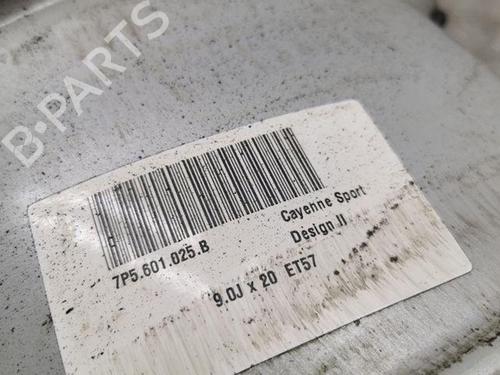 B-PARTS
7P5.601.025.B
Cayenne Sport
Design II
9.0J x 20 ET57